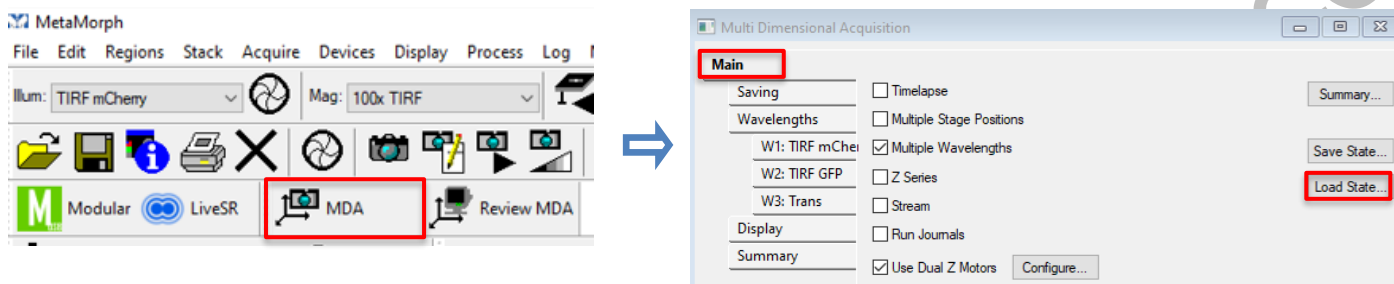 MetaMorph
File Edit Regions Stack Acquire Devices Display Process Log
Illum: TIRF mCherry Mag: 100x TIRF
Modular LiveSR MDA Review MDA
Multi Dimensional Acquisition
Main
Saving
Wavelengths
W1: TIRF mCher
W2: TIRF GFP
W3: Trans
Display
Summary
Timelapse
Multiple Stage Positions
Multiple Wavelengths
Z Series
Stream
Run Journals
Use Dual Z Motors Configure...
Summary...
Save State...
Load State...